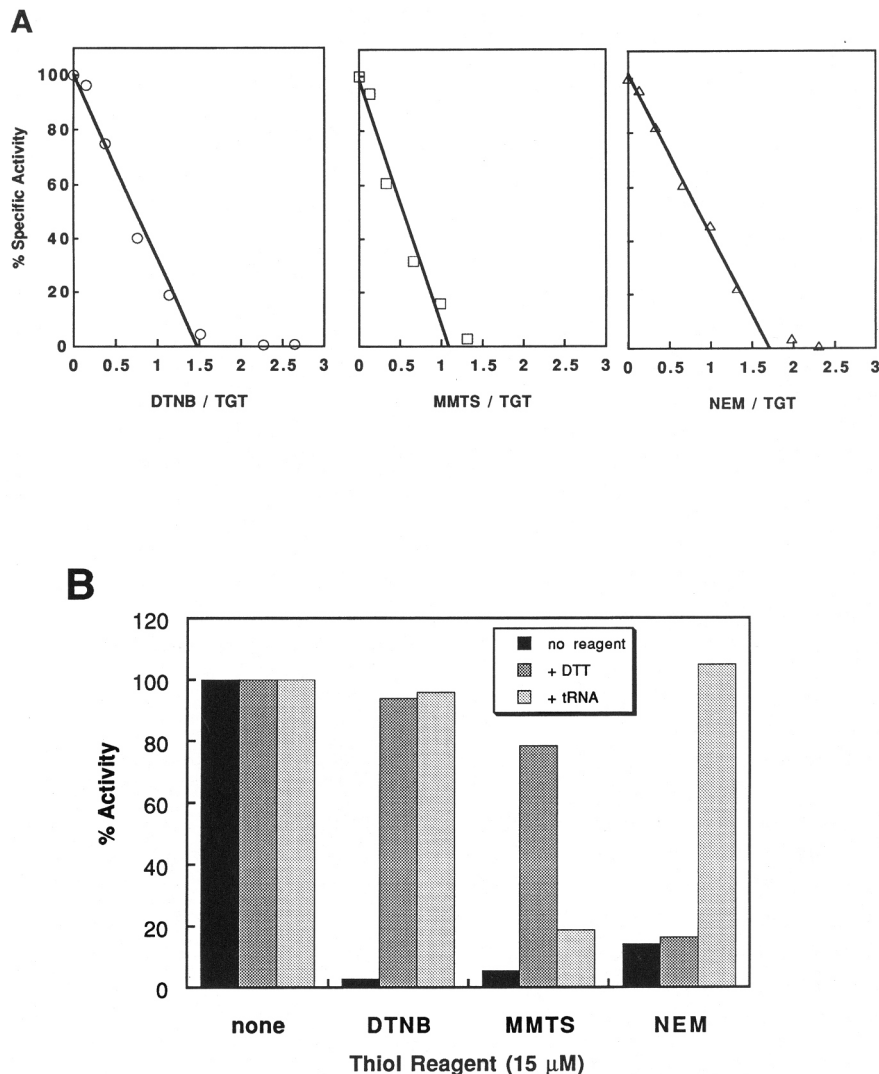 A
% Specific Activity
100
80
60
40
20
0
0 0.5 1 1.5 2 2.5 3
DTNB / TGT
0 0.5 1 1.5 2 2.5 3
MMTS / TGT
0 0.5 1 1.5 2 2.5 3
NEM / TGT
B
% Activity
120
100
80
60
40
20
0
no reagent
+ DTT
+ tRNA
none DTNB MMTS NEM
Thiol Reagent (15 μM)